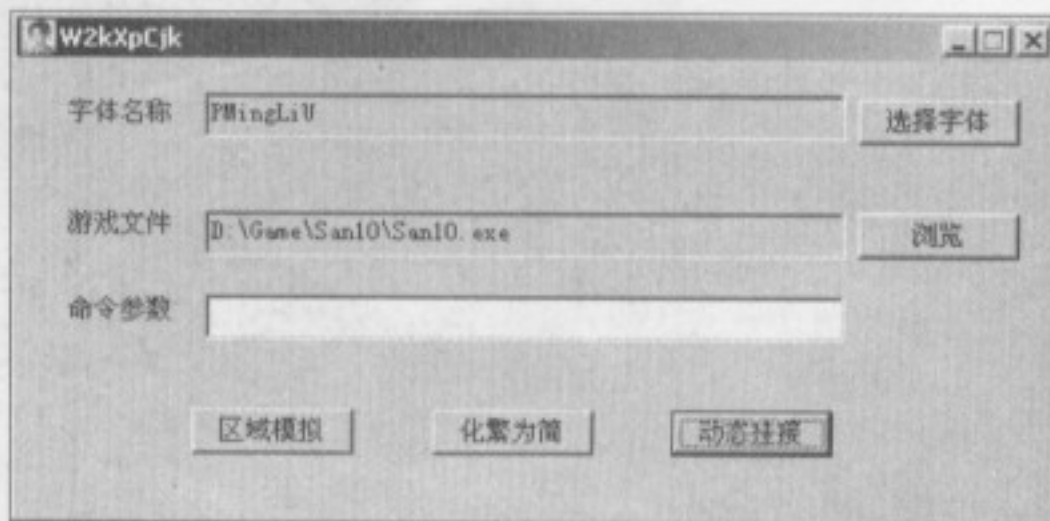 W2kXpCjk
字体名称 PMingLiU 选择字体
游戏文件 D:\Game\San10\San10.exe 浏览
命令参数
区域模拟 化繁为简 动态挂接